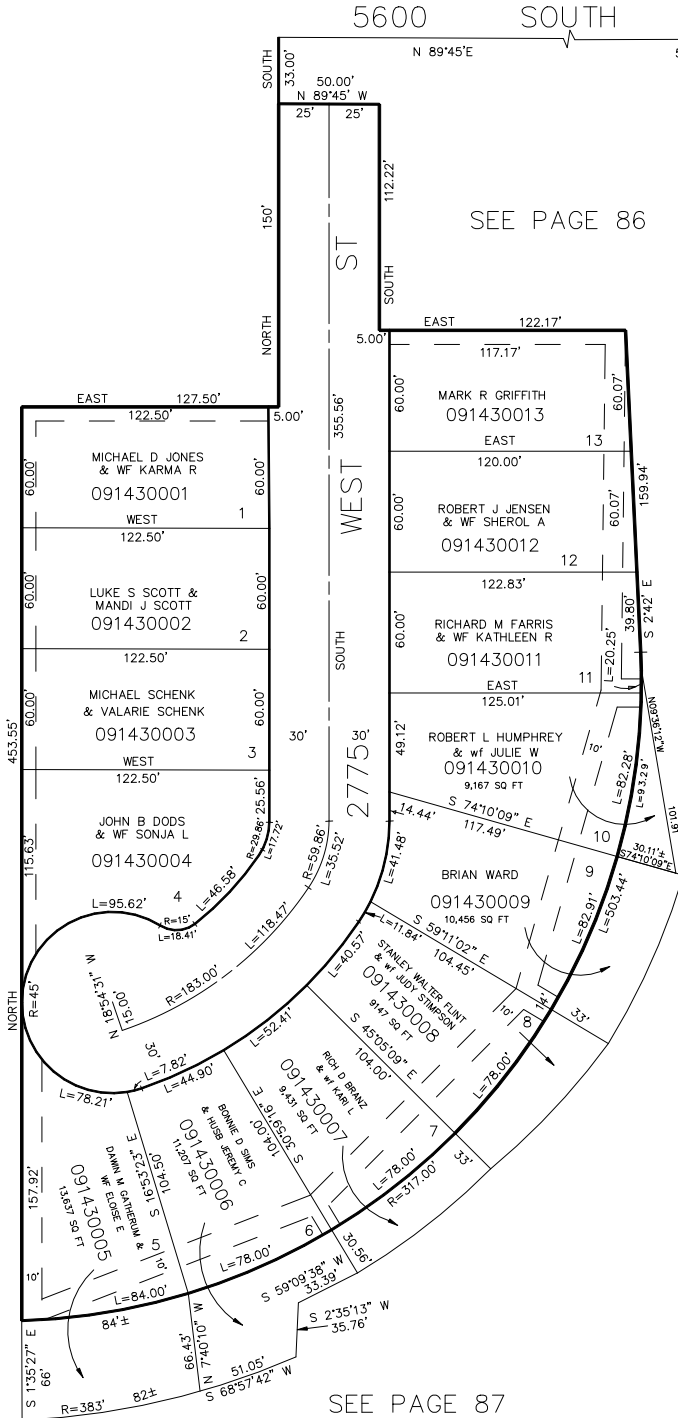 5600 SOUTH
N 89°45'E
5
SOUTH
33.00'
50.00'
N 89°45' W
25' 25'
150'
NORTH
112.22'
SOUTH
SEE PAGE 86
ST
WEST
2775
355.56'
SOUTH
30' 30'
EAST 122.17'
5.00'
117.17'
60.00'
MARK R GRIFFITH
091430013
60.07'
EAST
13
120.00'
159.94'
60.00'
ROBERT J JENSEN
& WF SHEROL A
091430012
60.07'
12
122.83'
S 2°42' E
39.80'
60.00'
RICHARD M FARRIS
& WF KATHLEEN R
091430011
L=20.25'
EAST
11
125.01'
EAST 127.50'
122.50'
5.00'
60.00'
MICHAEL D JONES
& WF KARMA R
091430001
60.00'
WEST
1
122.50'
60.00'
LUKE S SCOTT &
MANDI J SCOTT
091430002
60.00'
2
122.50'
60.00'
MICHAEL SCHENK
& VALARIE SCHENK
091430003
60.00'
WEST
3
122.50'
453.55'
NORTH
115.63'
JOHN B DODS
& WF SONJA L
091430004
25.56'
R=29.86'
L=17.72'
4
L=95.62'
L=46.58'
R=15'
L=18.41'
R=59.86'
L=35.52'
L=118.47'
R=183.00'
N 18°54'31" W
15.00'
30'
R=45'
L=78.21'
L=7.82'
L=44.90'
L=52.41'
L=40.57'
L=11.84'
L=41.48'
14.44'
49.12'
ROBERT L HUMPHREY
& wf JULIE W
091430010
9,167 SQ FT
10'
N09°36'12"W
L=82.28'
L=93.29'
101.91
S 74°10'09" E
117.49'
10
30.11'±
S74°10'09"E
BRIAN WARD
091430009
10,456 SQ FT
9
L=82.91'
L=503.44'
S 59°11'02" E
104.45'
14'
33'
STANLEY WALTER FLINT
& wf JUDY STIMPSON
091430008
9147 SQ FT
10'
8
L=78.00'
S 45°05'09" E
104.00'
RICH D BRANZ
& wf KARI L
091430007
9,431 SQ FT
7
33'
L=78.00'
R=317.00'
S 30°59'16" E
104.00'
BONNIE D SIMS
& HUSB JEREMY C
091430006
11,207 SQ FT
6
30.56'
L=78.00'
S 16°53'23" E
104.50'
DAWN M GATHERUM &
WF ELOISE E
091430005
13,637 SQ FT
5
10'
157.92'
10'
L=84.00'
84'±
S 59°09'38" W
33.39'
S 2°35'13" W
35.76'
N 7°40'10" W
66.43'
51.05'
S 68°57'42" W
S 1°35'27" E
66'
R=383'
82±
SEE PAGE 87